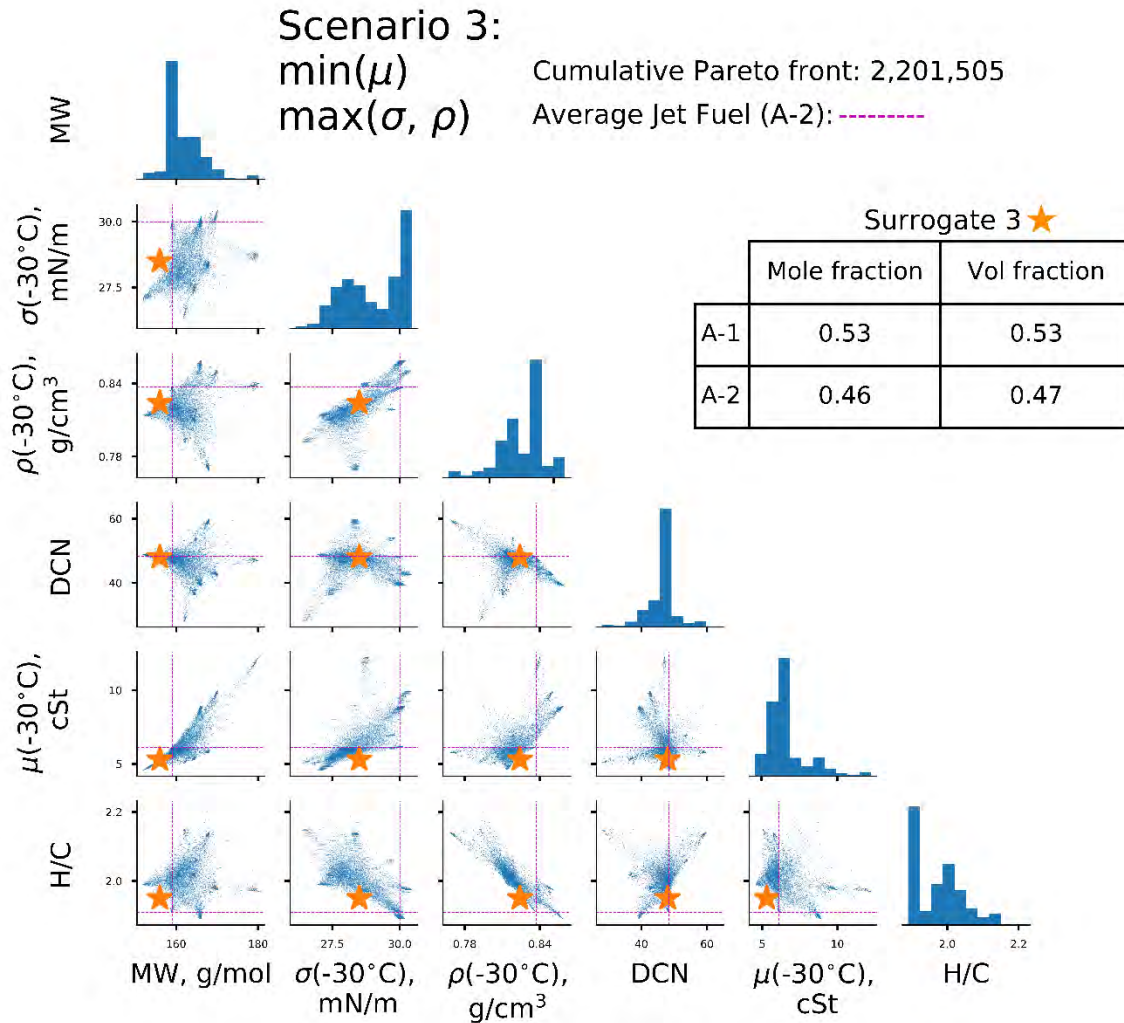 Scenario 3:
min(μ)
max(σ, ρ)
Cumulative Pareto front: 2,201,505
Average Jet Fuel (A-2):
MW
σ(-30°C),
mN/m
30.0
27.5
Surrogate 3
Mole fraction Vol fraction
A-1 0.53 0.53
A-2 0.46 0.47
ρ(-30°C),
g/cm³
0.84
0.78
DCN
60
40
μ(-30°C),
cSt
10
5
H/C
2.2
2.0
160 180
27.5 30.0
0.78 0.84
40 60
5 10
2.0 2.2
MW, g/mol
σ(-30°C),
mN/m
ρ(-30°C),
g/cm³
DCN
μ(-30°C),
cSt
H/C